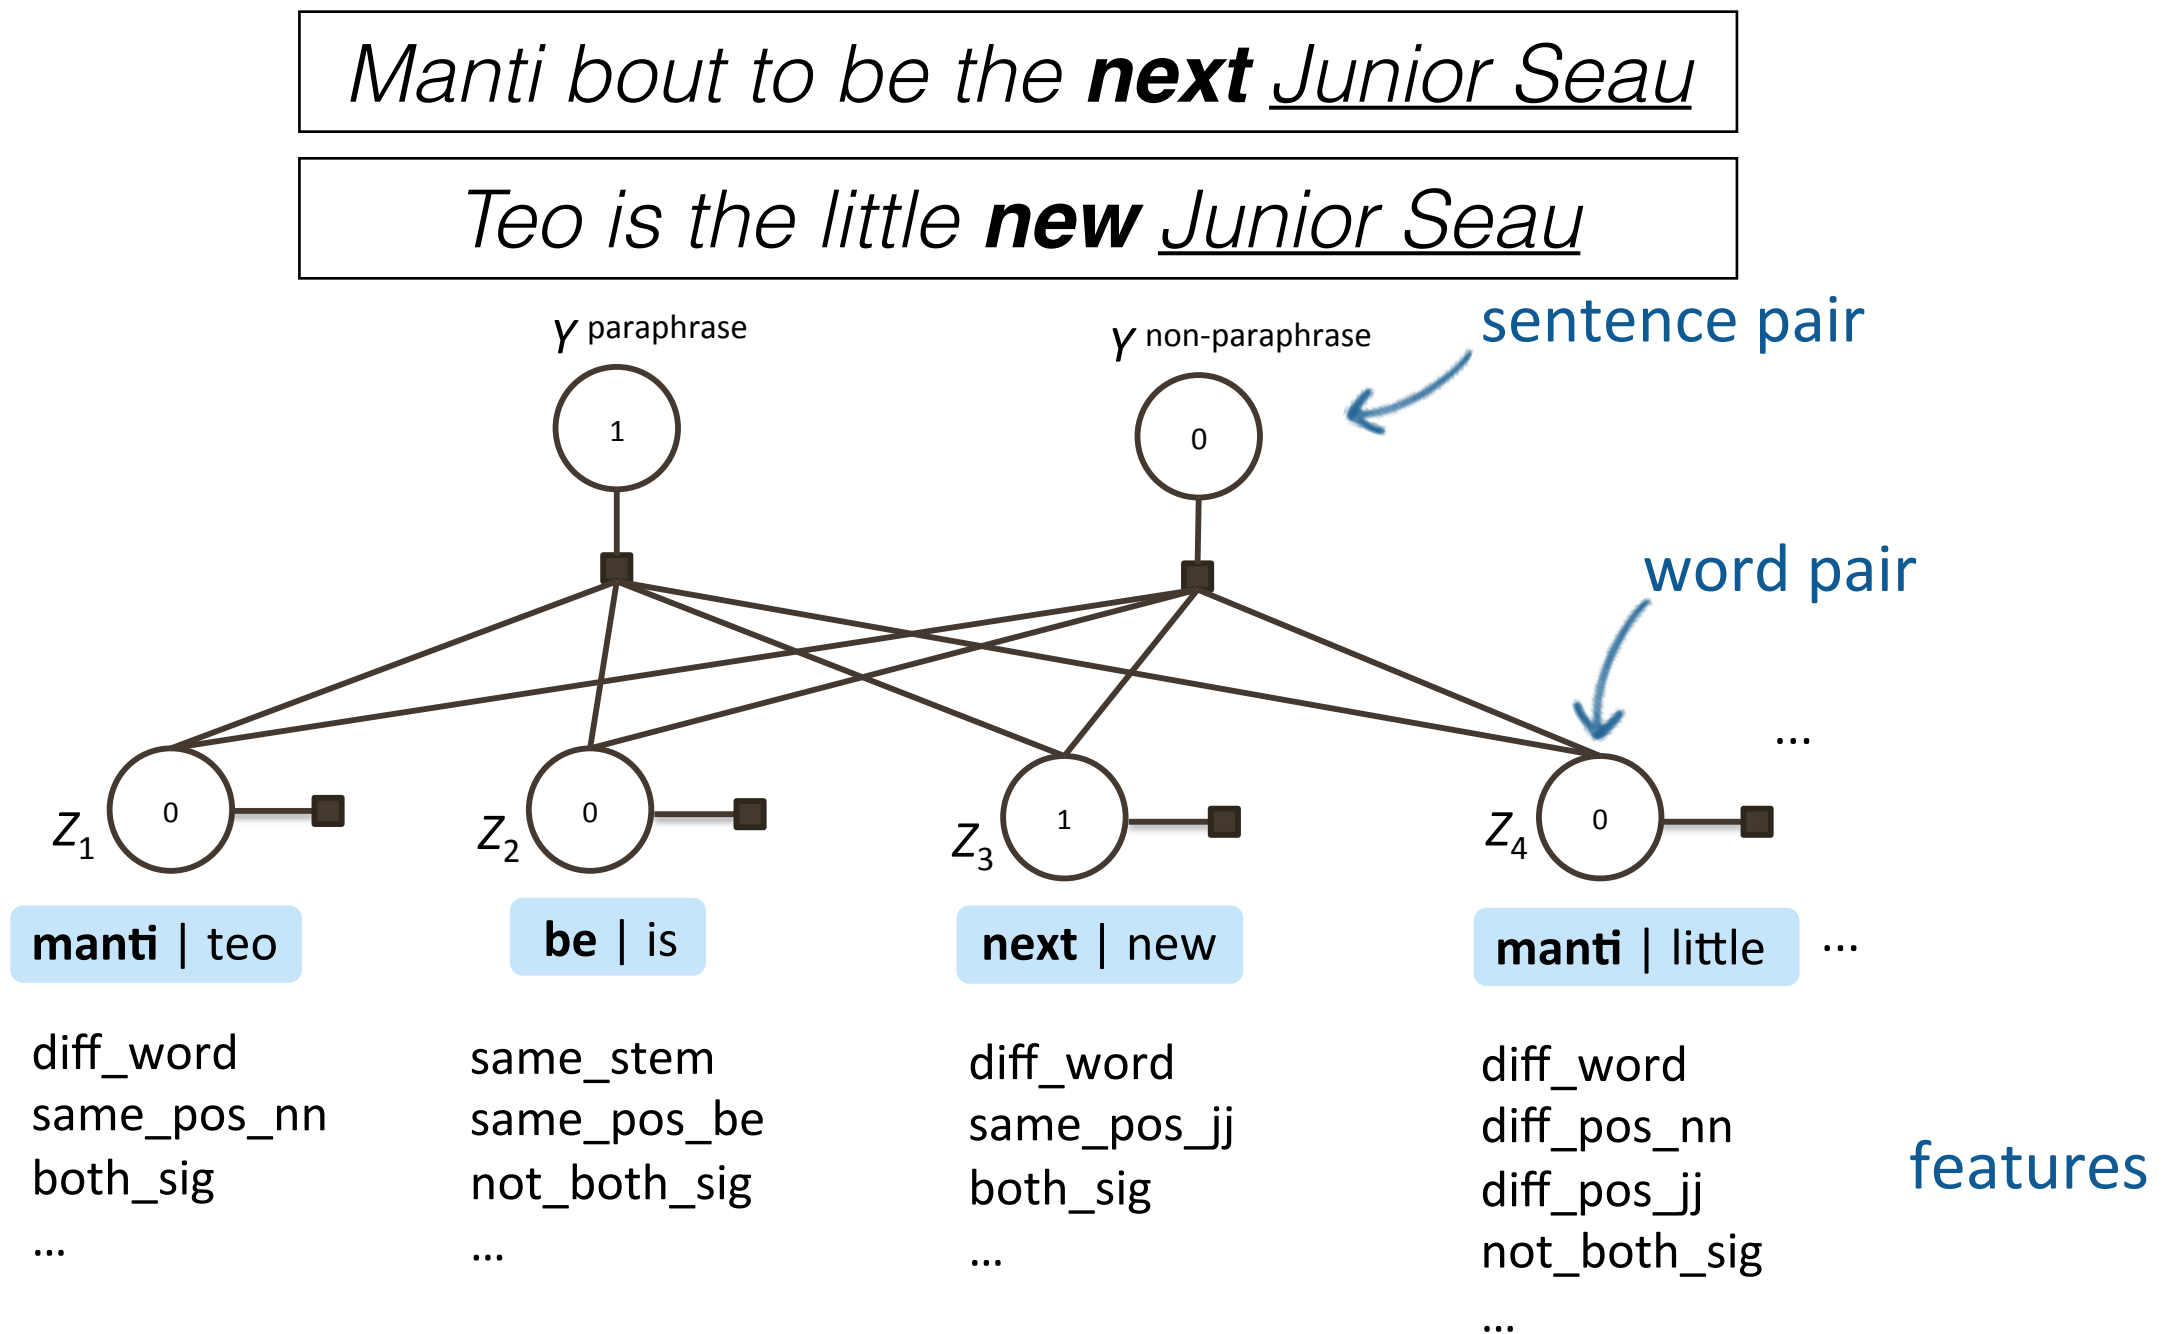 Manti bout to be the next Junior Seau
Teo is the little new Junior Seau
Y paraphrase
Y non-paraphrase
sentence pair
1
0
word pair
...
Z1
0
Z2
0
Z3
1
Z4
0
manti | teo
be | is
next | new
manti | little
...
diff_word
same_pos_nn
both_sig
...
same_stem
same_pos_be
not_both_sig
...
diff_word
same_pos_jj
both_sig
...
diff_word
diff_pos_nn
diff_pos_jj
not_both_sig
...
features